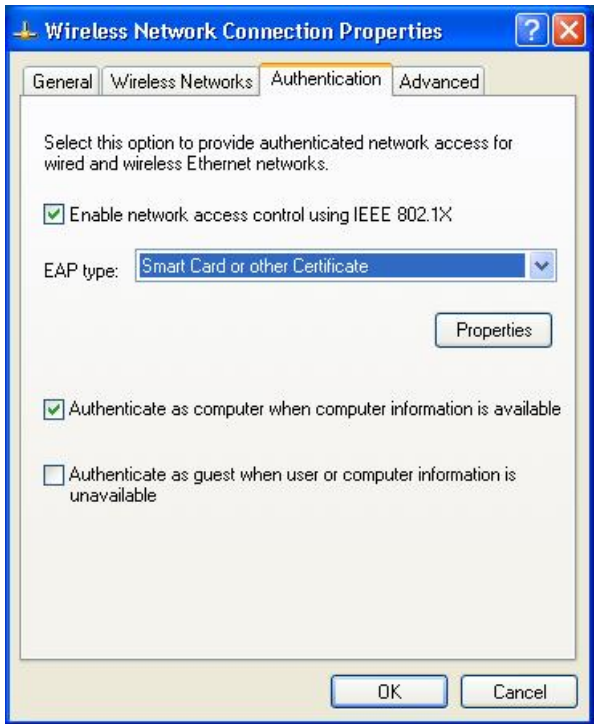 Wireless Network Connection Properties
General Wireless Networks Authentication Advanced
Select this option to provide authenticated network access for
wired and wireless Ethernet networks.
Enable network access control using IEEE 802.1X
EAP type: Smart Card or other Certificate
Properties
Authenticate as computer when computer information is available
Authenticate as guest when user or computer information is
unavailable
OK Cancel